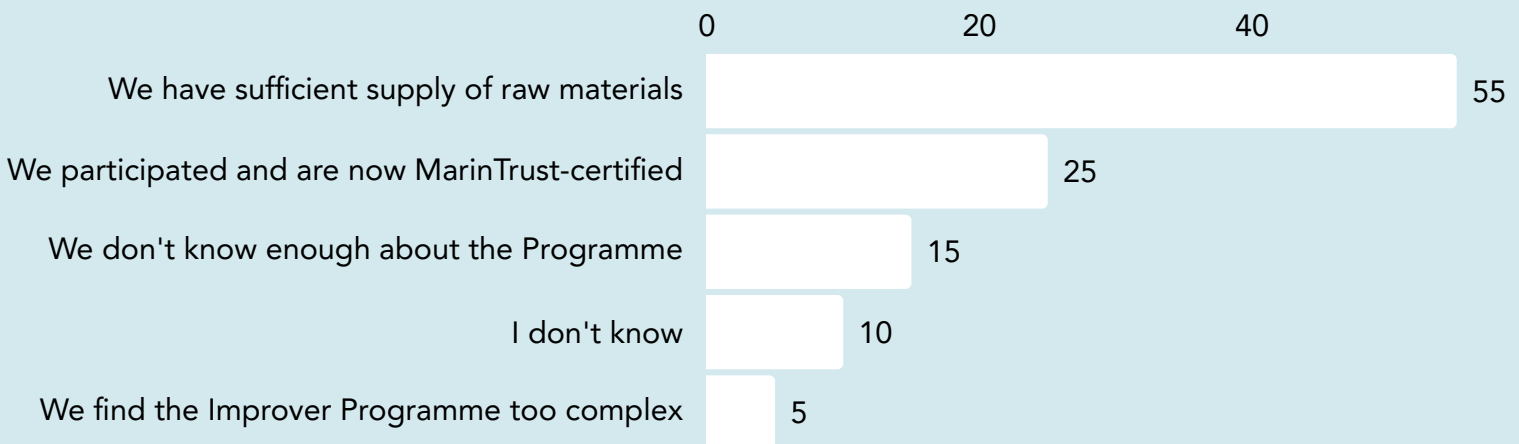 0 20 40
We have sufficient supply of raw materials 55
We participated and are now MarinTrust-certified 25
We don't know enough about the Programme 15
I don't know 10
We find the Improver Programme too complex 5